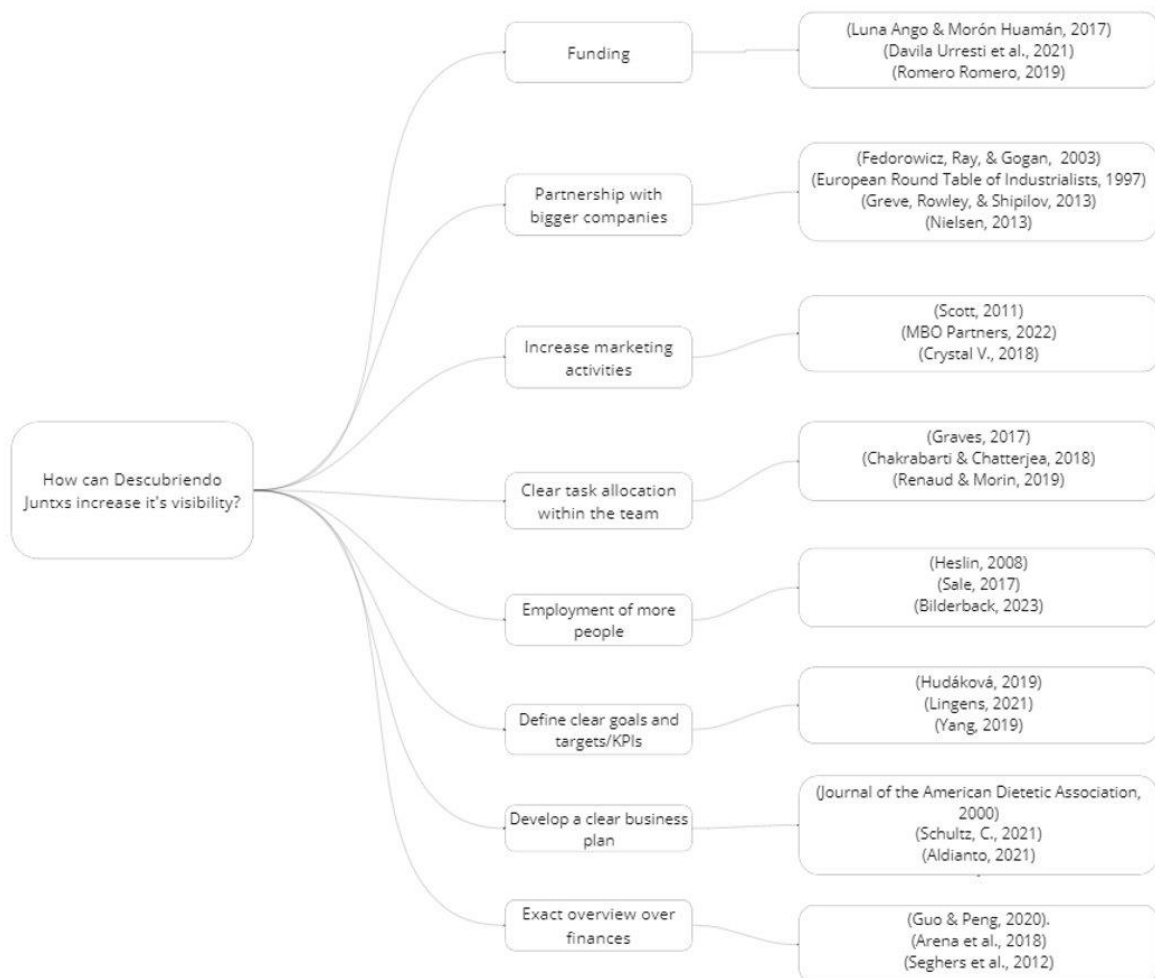 How can Descubriendo
Juntxs increase it's visibility?
Funding
(Luna Ango & Morón Huamán, 2017)
(Davila Urresti et al., 2021)
(Romero Romero, 2019)
Partnership with
bigger companies
(Fedorowicz, Ray, & Gogan, 2003)
(European Round Table of Industrialists, 1997)
(Greve, Rowley, & Shipilov, 2013)
(Nielsen, 2013)
Increase marketing
activities
(Scott, 2011)
(MBO Partners, 2022)
(Crystal V., 2018)
Clear task allocation
within the team
(Graves, 2017)
(Chakrabarti & Chatterjea, 2018)
(Renaud & Morin, 2019)
Employment of more
people
(Heslin, 2008)
(Sale, 2017)
(Bilderback, 2023)
Define clear goals and
targets/KPIs
(Hudáková, 2019)
(Lingens, 2021)
(Yang, 2019)
Develop a clear business
plan
(Journal of the American Dietetic Association,
2000)
(Schultz, C., 2021)
(Aldianto, 2021)
Exact overview over
finances
(Guo & Peng, 2020).
(Arena et al., 2018)
(Seghers et al., 2012)